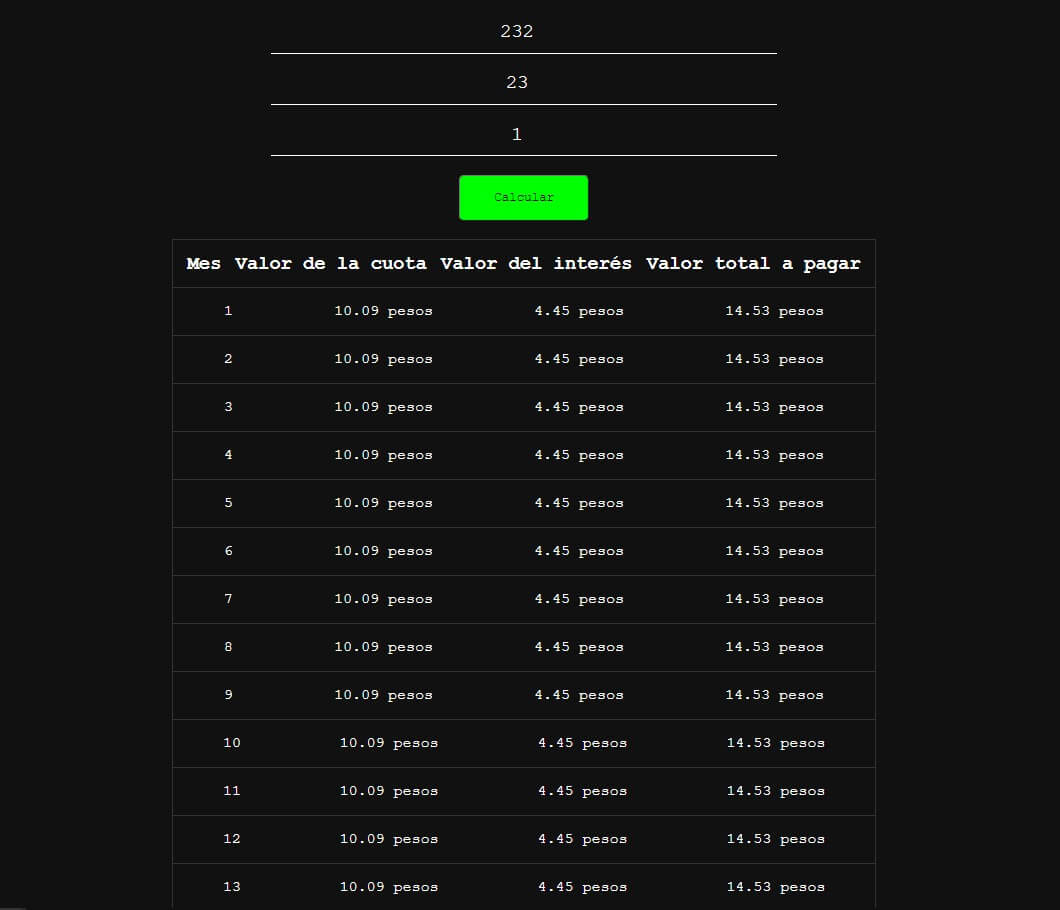 232
23
1
Calcular
Mes Valor de la cuota Valor del interés Valor total a pagar
1 10.09 pesos 4.45 pesos 14.53 pesos
2 10.09 pesos 4.45 pesos 14.53 pesos
3 10.09 pesos 4.45 pesos 14.53 pesos
4 10.09 pesos 4.45 pesos 14.53 pesos
5 10.09 pesos 4.45 pesos 14.53 pesos
6 10.09 pesos 4.45 pesos 14.53 pesos
7 10.09 pesos 4.45 pesos 14.53 pesos
8 10.09 pesos 4.45 pesos 14.53 pesos
9 10.09 pesos 4.45 pesos 14.53 pesos
10 10.09 pesos 4.45 pesos 14.53 pesos
11 10.09 pesos 4.45 pesos 14.53 pesos
12 10.09 pesos 4.45 pesos 14.53 pesos
13 10.09 pesos 4.45 pesos 14.53 pesos